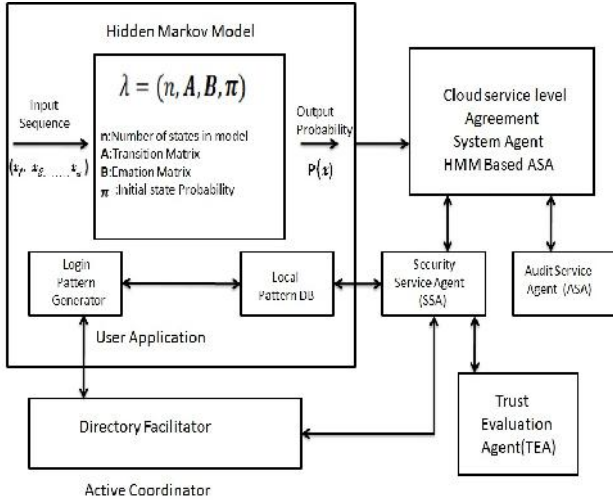 Hidden Markov Model
λ = (n, A, B, π)
n:Number of states in model
A:Transition Matrix
B:Emation Matrix
π :Initial state Probability
Input
Sequence
Output
Probability
P(x)
Cloud service level
Agreement
System Agent
HMM Based ASA
Login
Pattern
Generator
Local
Pattern DB
User Application
Security
Service Agent
(SSA)
Audit Service
Agent (ASA)
Directory Facilitator
Active Coordinator
Trust
Evaluation
Agent(TEA)